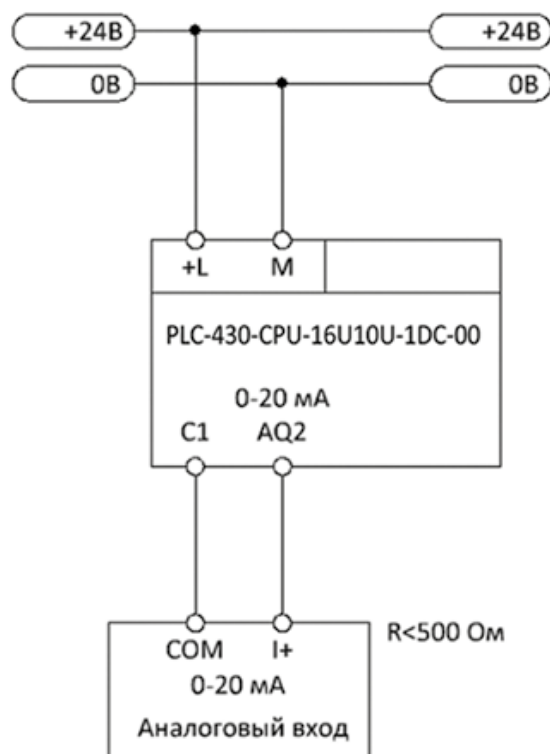 +24В +24В
0В 0В
+L M
PLC-430-CPU-16U10U-1DC-00
0-20 мА
C1 AQ2
COM I+ R<500 Ом
0-20 мА
Аналоговый вход